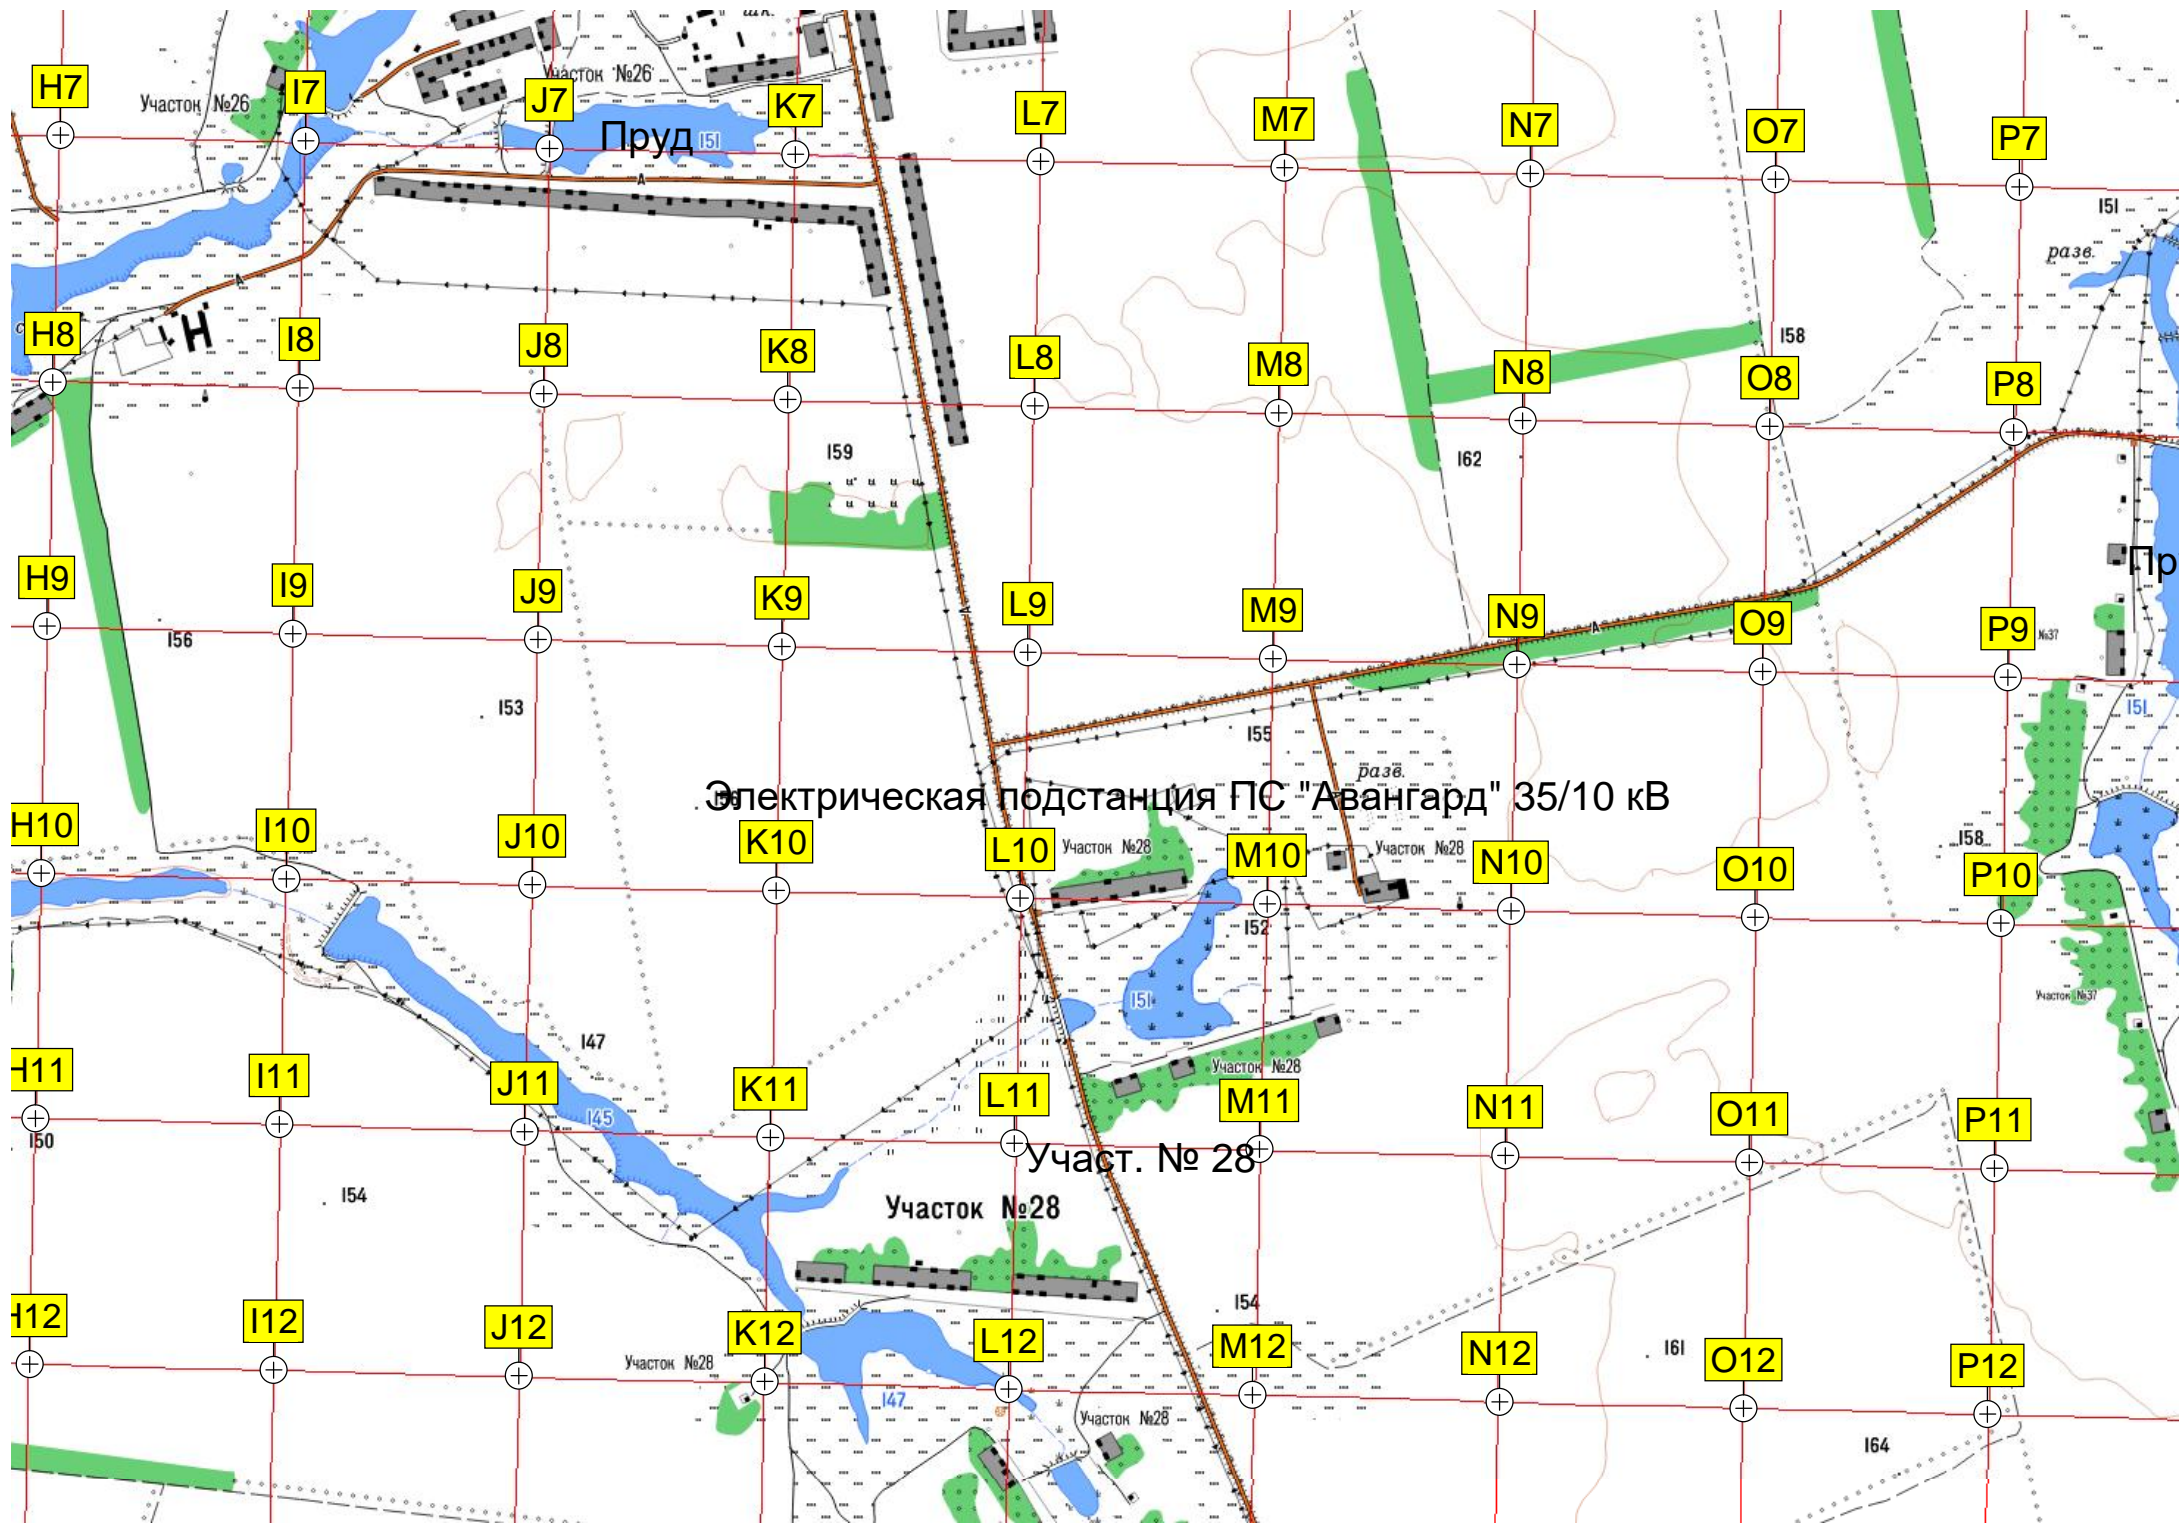 шк.
Участок №26
Участок №26
H7
I7
J7
K7
L7
M7
N7
O7
P7
Пруд
151
А
151
разв.
А
Н
158
H8
I8
J8
K8
L8
M8
N8
O8
P8
159
162
Пр
H9
I9
J9
K9
L9
M9
N9
O9
P9
А
А
№37
156
153
151
155
разв.
Электрическая подстанция ПС "Авангард" 35/10 кВ
158
H10
I10
J10
K10
L10
Участок №28
M10
Участок №28
N10
O10
P10
152
151
Участок №37
147
H11
I11
J11
K11
L11
Участок №28
M11
N11
O11
P11
145
150
Участ. № 28
154
Участок №28
154
H12
I12
J12
K12
L12
M12
N12
O12
P12
161
Участок №28
147
Участок №28
164